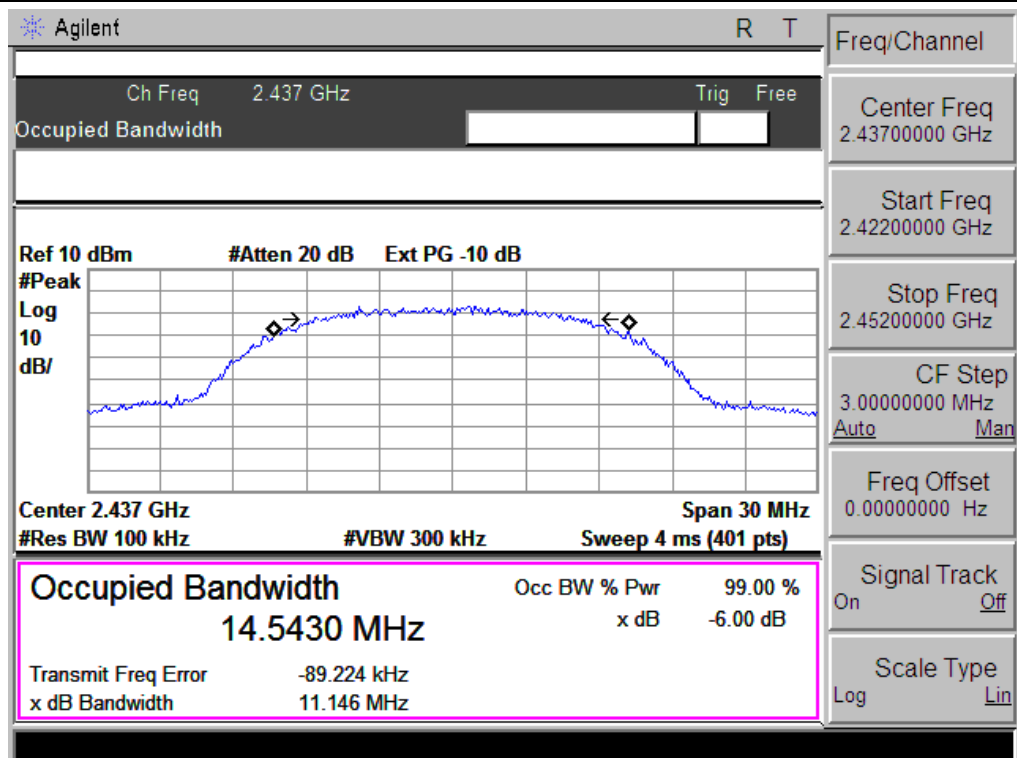 Agilent R T
Ch Freq 2.437 GHz Trig Free
Occupied Bandwidth
Ref 10 dBm #Atten 20 dB Ext PG -10 dB
#Peak
Log
10
dB/
Center 2.437 GHz Span 30 MHz
#Res BW 100 kHz #VBW 300 kHz Sweep 4 ms (401 pts)
Occupied Bandwidth Occ BW % Pwr 99.00 %
14.5430 MHz x dB -6.00 dB
Transmit Freq Error -89.224 kHz
x dB Bandwidth 11.146 MHz
Freq/Channel
Center Freq
2.43700000 GHz
Start Freq
2.42200000 GHz
Stop Freq
2.45200000 GHz
CF Step
3.00000000 MHz
Auto Man
Freq Offset
0.00000000 Hz
Signal Track
On Off
Scale Type
Log Lin